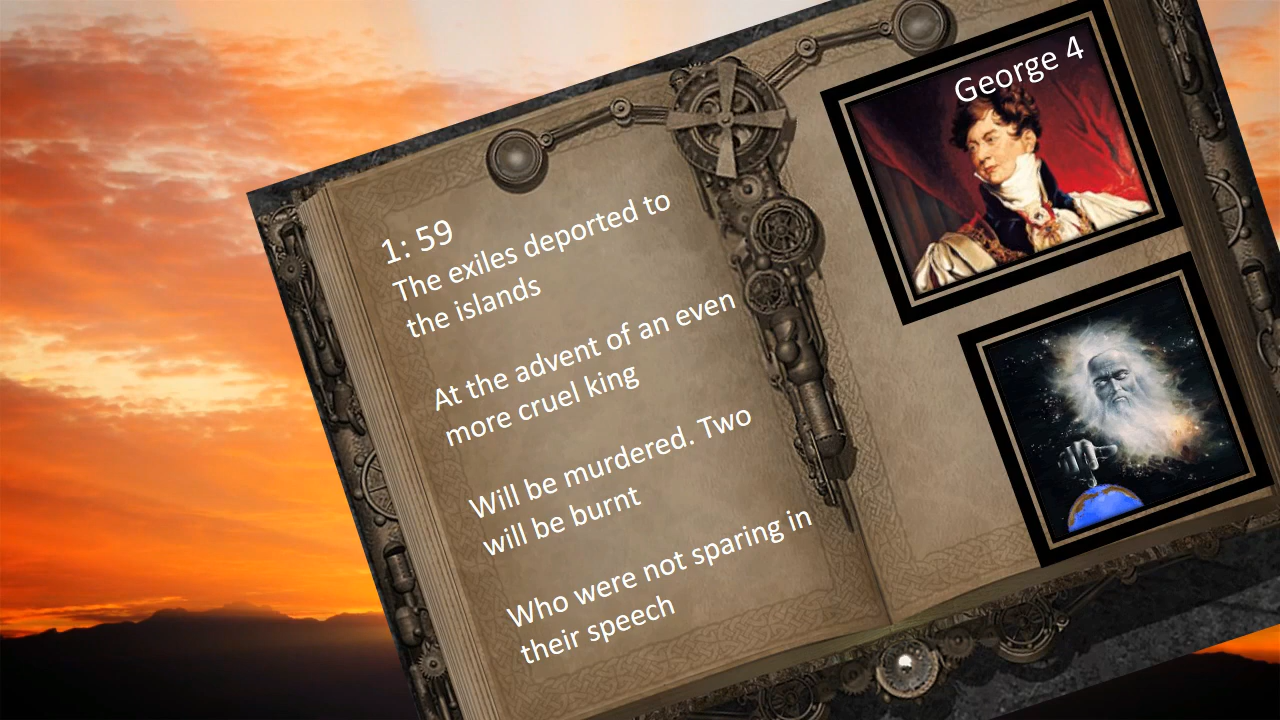 1: 59
The exiles deported to
the islands
At the advent of an even
more cruel king
Will be murdered. Two
will be burnt
Who were not sparing in
their speech
George 4